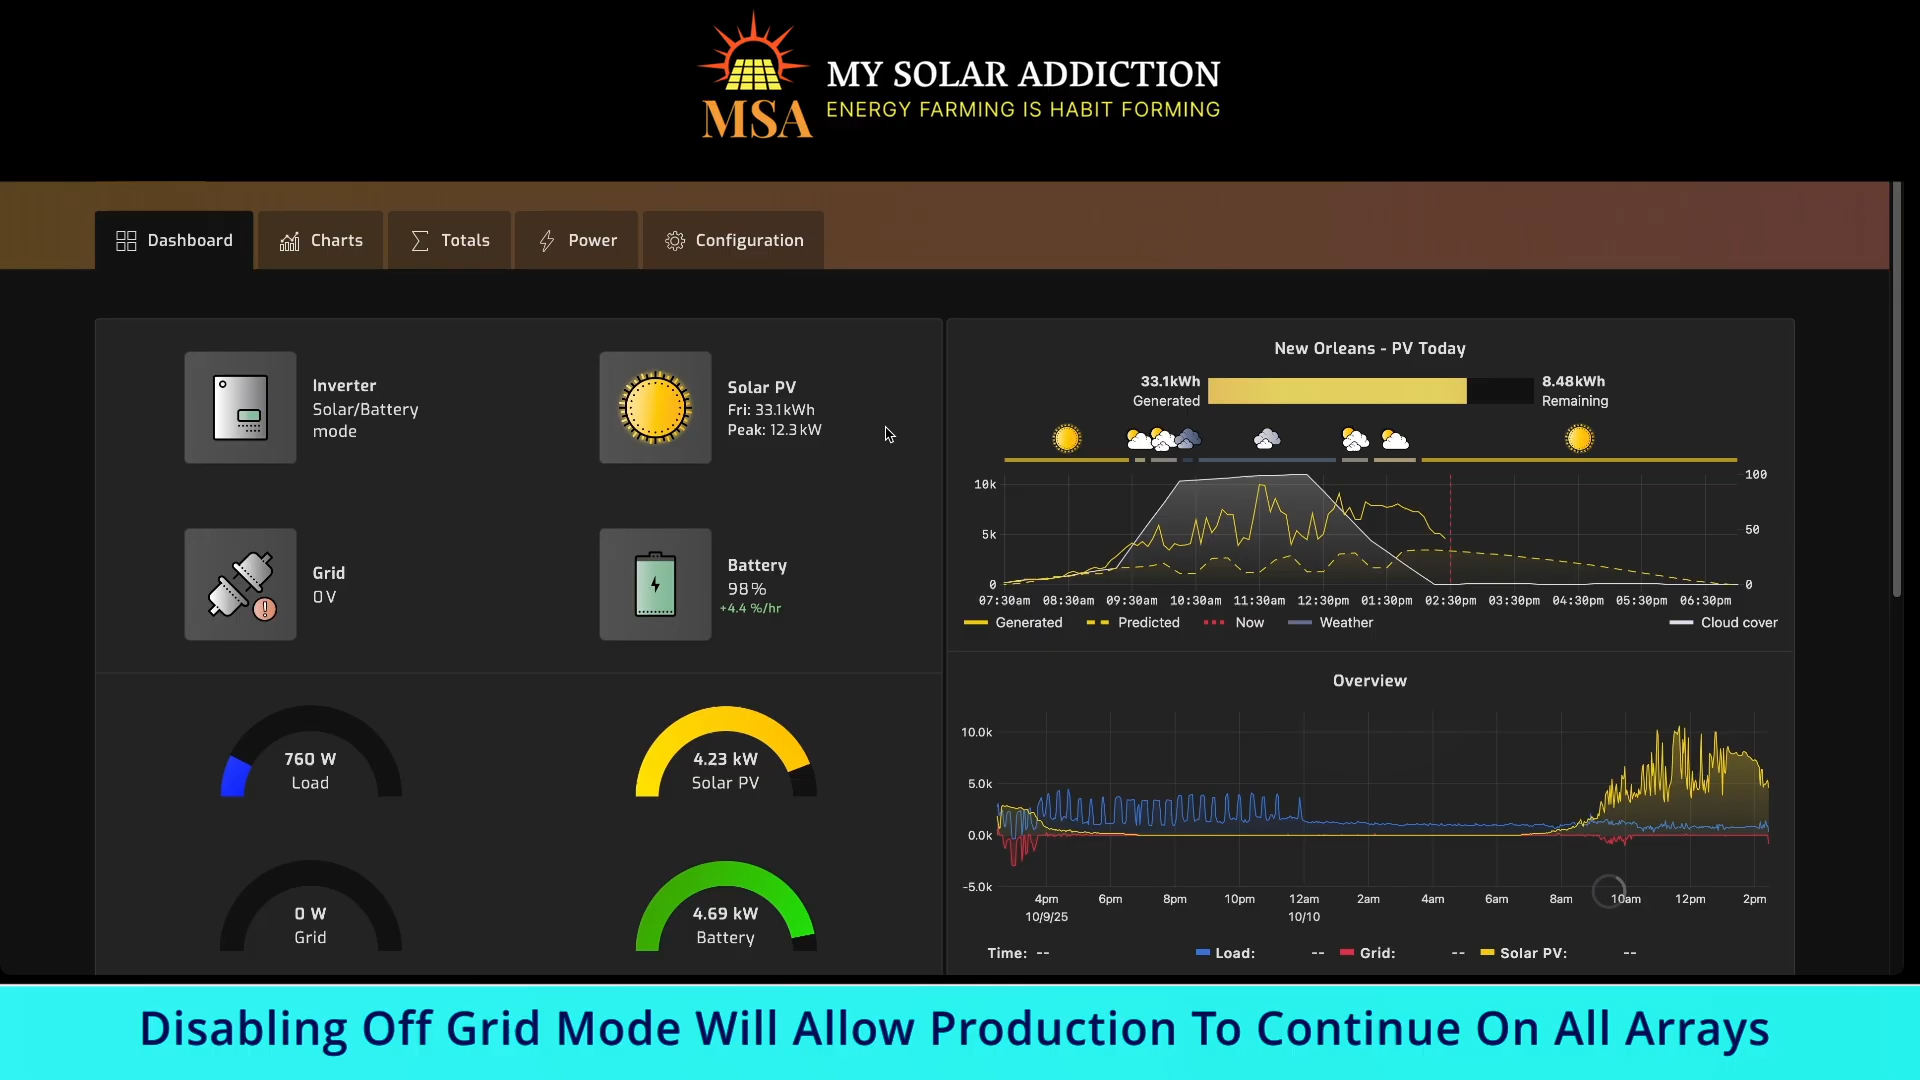 MSA
MY SOLAR ADDICTION
ENERGY FARMING IS HABIT FORMING
Dashboard
Charts
Totals
Power
Configuration
Inverter
Solar/Battery
mode
Solar PV
Fri: 33.1kWh
Peak: 12.3kW
Grid
0V
Battery
98%
+4.4 %/hr
760 W
Load
4.23 kW
Solar PV
0 W
Grid
4.69 kW
Battery
New Orleans - PV Today
33.1kWh
Generated
8.48kWh
Remaining
10k
5k
0
100
50
0
07:30am 08:30am 09:30am 10:30am 11:30am 12:30pm 01:30pm 02:30pm 03:30pm 04:30pm 05:30pm 06:30pm
Generated Predicted Now Weather Cloud cover
Overview
10.0k
5.0k
0.0k
-5.0k
4pm 6pm 8pm 10pm 12am 2am 4am 6am 8am 10am 12pm 2pm
10/9/25 10/10
Time: -- Load: -- Grid: -- Solar PV: --
Disabling Off Grid Mode Will Allow Production To Continue On All Arrays